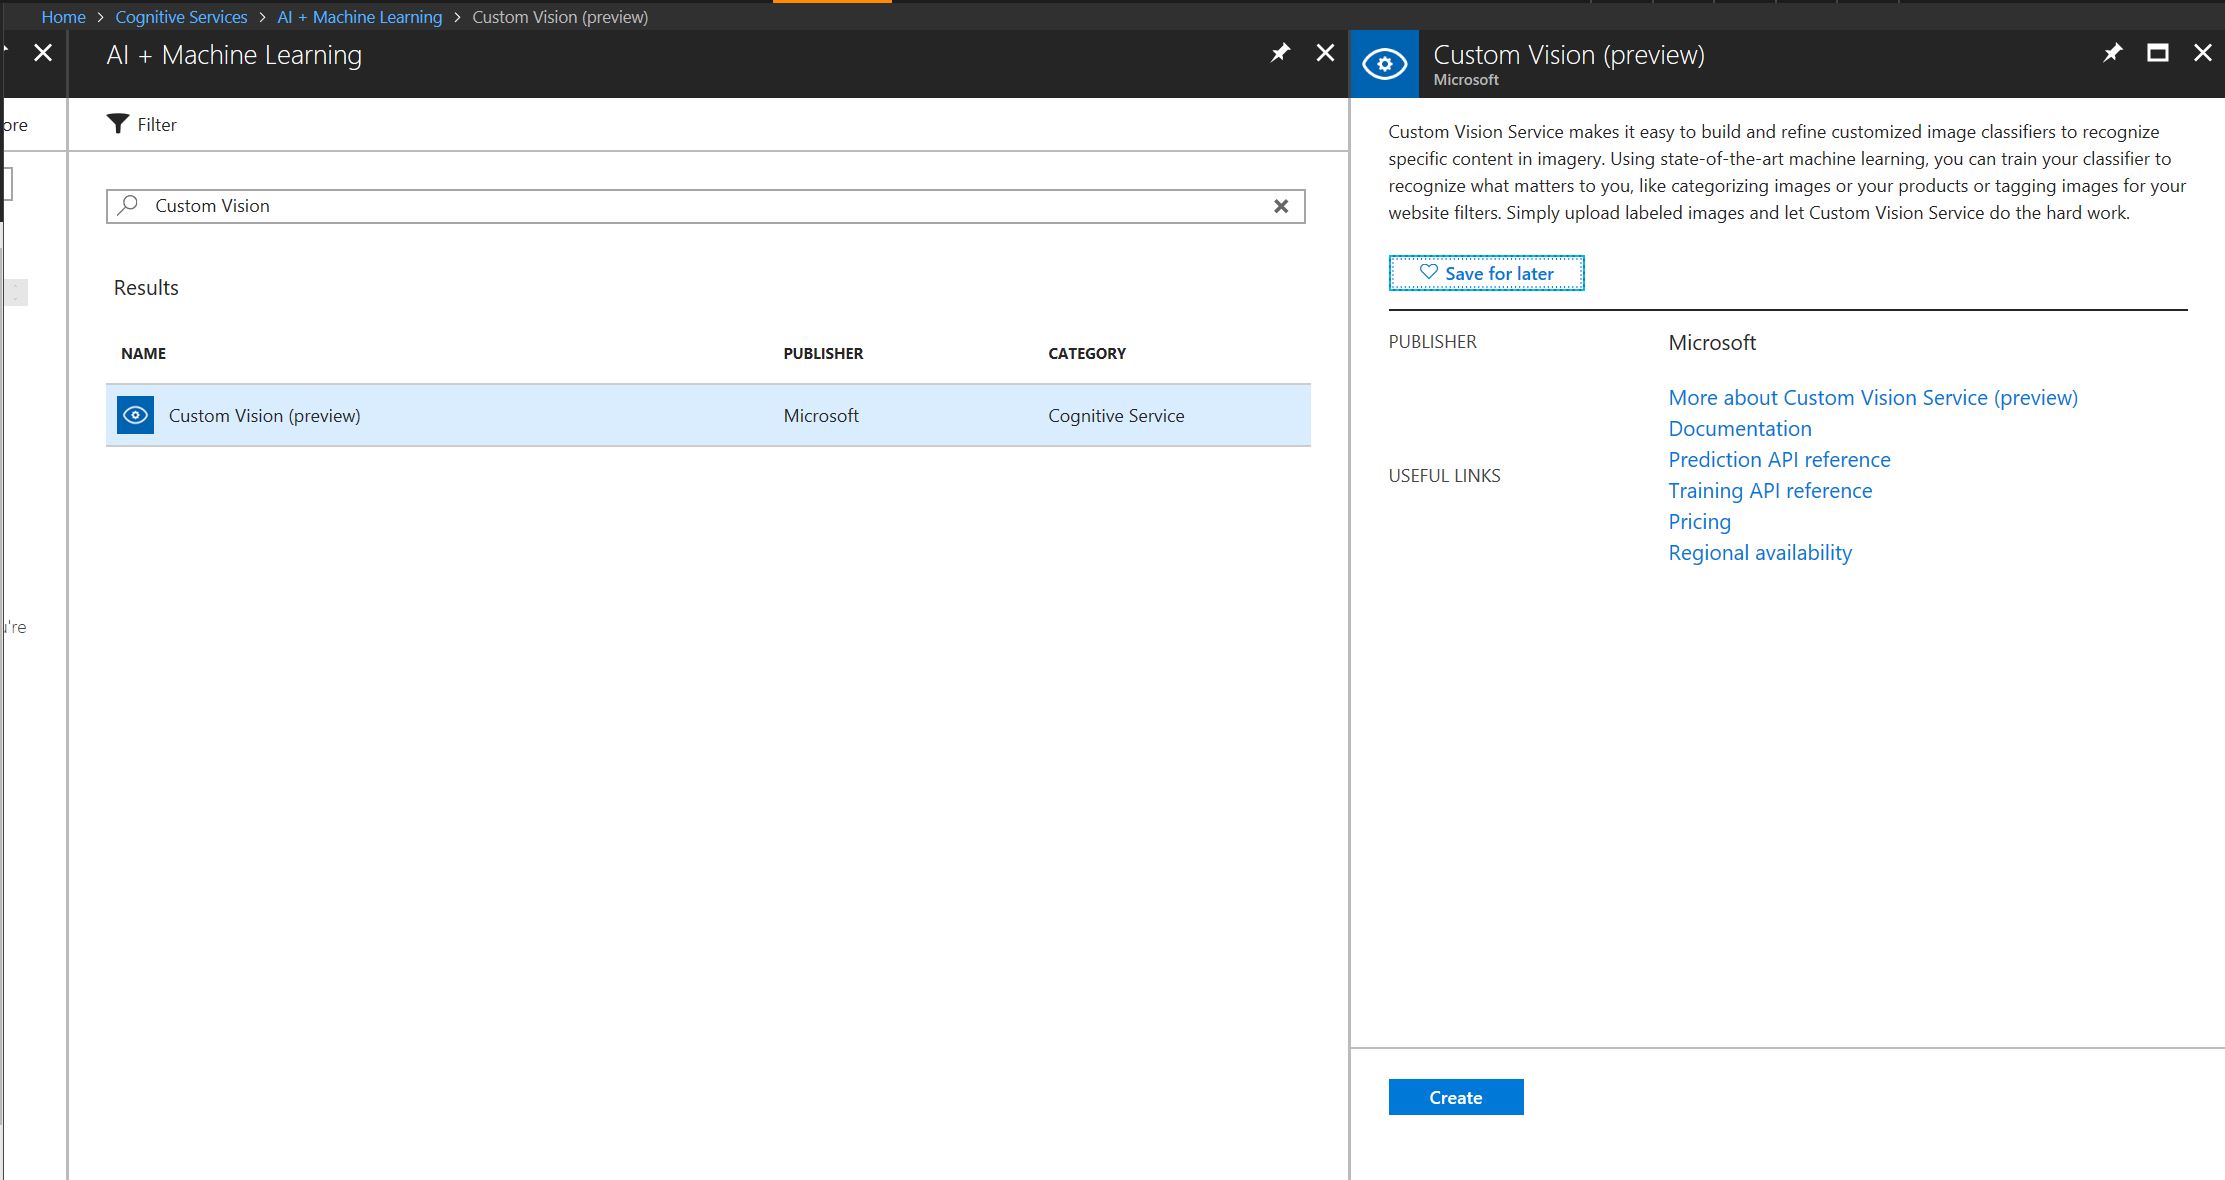 Home > Cognitive Services > AI + Machine Learning > Custom Vision (preview)
AI + Machine Learning
Filter
Custom Vision
Results
NAME PUBLISHER CATEGORY
Custom Vision (preview) Microsoft Cognitive Service
Custom Vision (preview)
Microsoft
Custom Vision Service makes it easy to build and refine customized image classifiers to recognize
specific content in imagery. Using state-of-the-art machine learning, you can train your classifier to
recognize what matters to you, like categorizing images or your products or tagging images for your
website filters. Simply upload labeled images and let Custom Vision Service do the hard work.
Save for later
PUBLISHER Microsoft
USEFUL LINKS
More about Custom Vision Service (preview)
Documentation
Prediction API reference
Training API reference
Pricing
Regional availability
Create